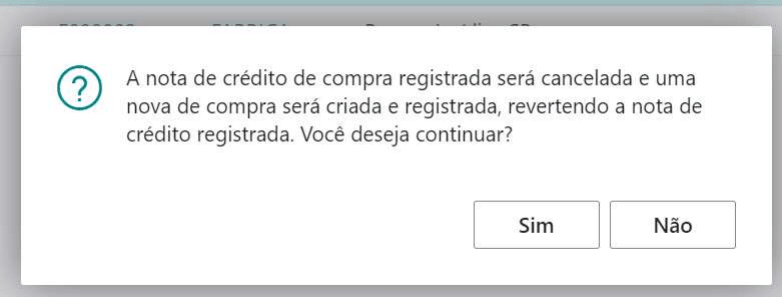 A nota de crédito de compra registrada será cancelada e uma
nova de compra será criada e registrada, revertendo a nota de
crédito registrada. Você deseja continuar?
Sim
Não